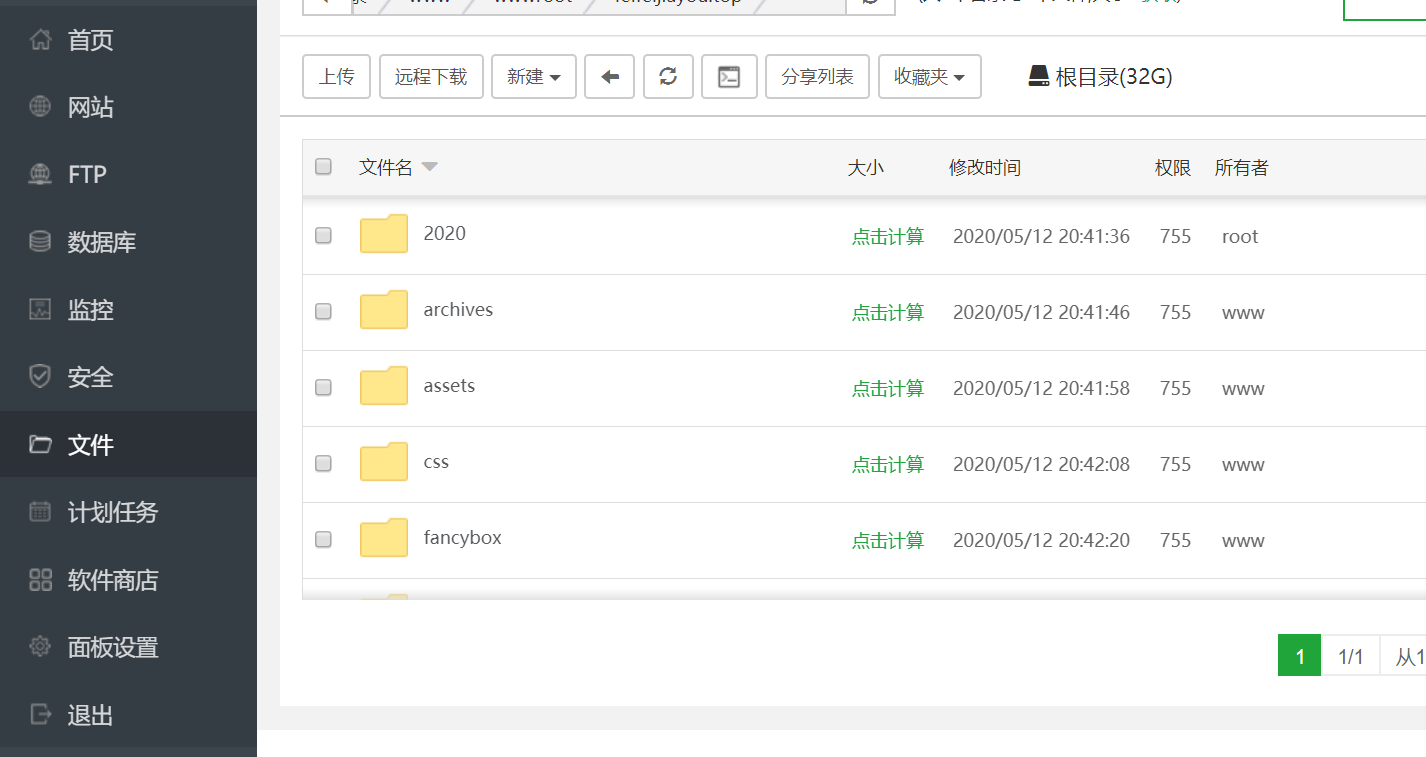 首页
网站
FTP
数据库
监控
安全
文件
计划任务
软件商店
面板设置
退出
上传 远程下载 新建 分享列表 收藏夹 根目录(32G)
文件名 大小 修改时间 权限 所有者
2020 点击计算 2020/05/12 20:41:36 755 root
archives 点击计算 2020/05/12 20:41:46 755 www
assets 点击计算 2020/05/12 20:41:58 755 www
css 点击计算 2020/05/12 20:42:08 755 www
fancybox 点击计算 2020/05/12 20:42:20 755 www
1 1/1 从1